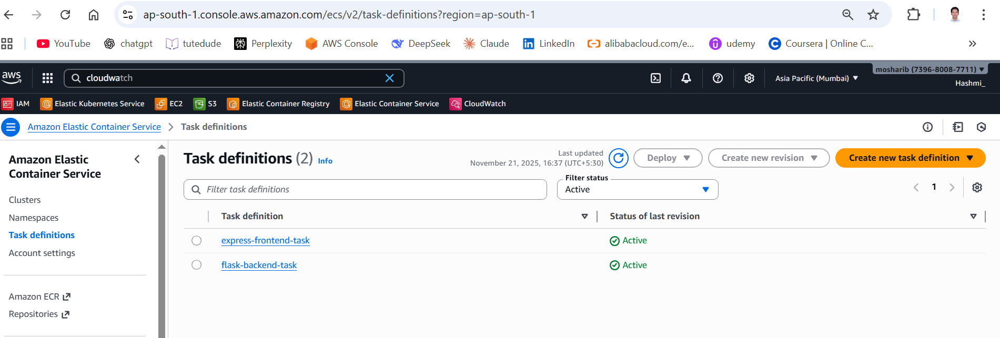 ap-south-1.console.aws.amazon.com/ecs/v2/task-definitions?region=ap-south-1
YouTube chatgpt tutedude Perplexity AWS Console DeepSeek Claude LinkedIn alibabacloud.com/e... udemy Coursera | Online C...
aws
cloudwatch
Asia Pacific (Mumbai)
mosharib (7396-8008-7711)
Hashmi_
IAM Elastic Kubernetes Service EC2 S3 Elastic Container Registry Elastic Container Service CloudWatch
Amazon Elastic Container Service > Task definitions
Amazon Elastic
Container Service
Clusters
Namespaces
Task definitions
Account settings
Amazon ECR
Repositories
Task definitions (2) Info
Last updated
November 21, 2025, 16:37 (UTC+5:30)
Deploy
Create new revision
Create new task definition
Filter task definitions
Filter status
Active
1
Task definition Status of last revision
express-frontend-task Active
flask-backend-task Active